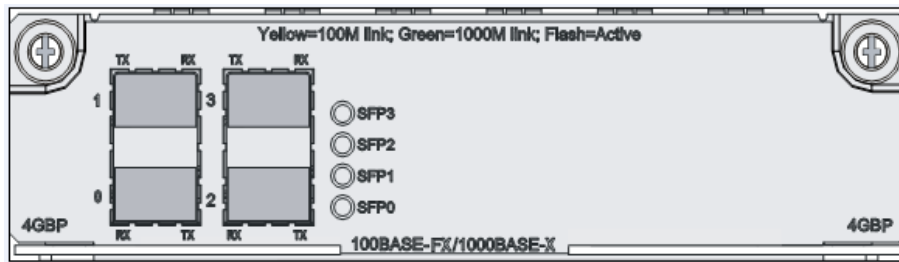 Yellow=100M link; Green=1000M link; Flash=Active
TX RX TX RX
1 3
SFP3
SFP2
SFP1
0 2
SFP0
4GBP 4GBP
RX TX RX TX
100BASE-FX/1000BASE-X